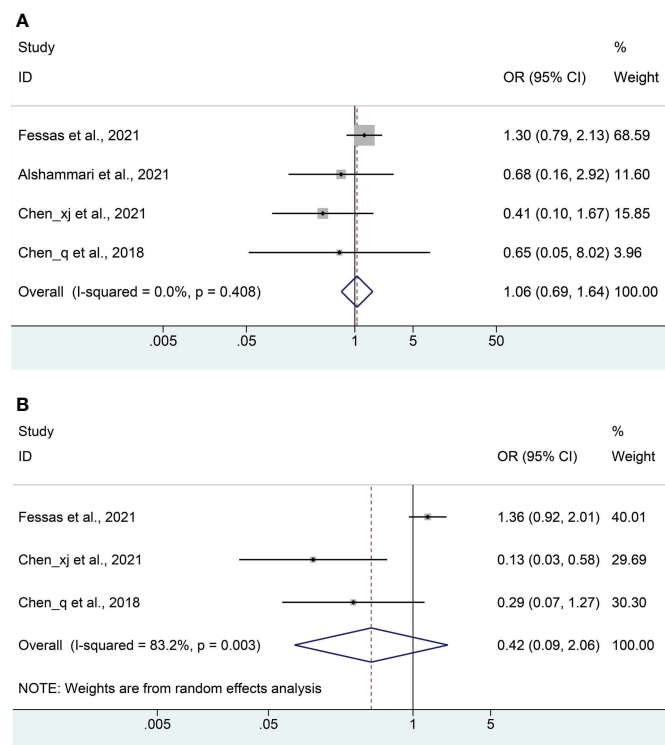 A
Study %
ID OR (95% CI) Weight
Fessas et al., 2021 1.30 (0.79, 2.13) 68.59
Alshammari et al., 2021 0.68 (0.16, 2.92) 11.60
Chen_xj et al., 2021 0.41 (0.10, 1.67) 15.85
Chen_q et al., 2018 0.65 (0.05, 8.02) 3.96
Overall (I-squared = 0.0%, p = 0.408) 1.06 (0.69, 1.64) 100.00
.005 .05 1 5 50
B
Study %
ID OR (95% CI) Weight
Fessas et al., 2021 1.36 (0.92, 2.01) 40.01
Chen_xj et al., 2021 0.13 (0.03, 0.58) 29.69
Chen_q et al., 2018 0.29 (0.07, 1.27) 30.30
Overall (I-squared = 83.2%, p = 0.003) 0.42 (0.09, 2.06) 100.00
NOTE: Weights are from random effects analysis
.005 .05 1 5